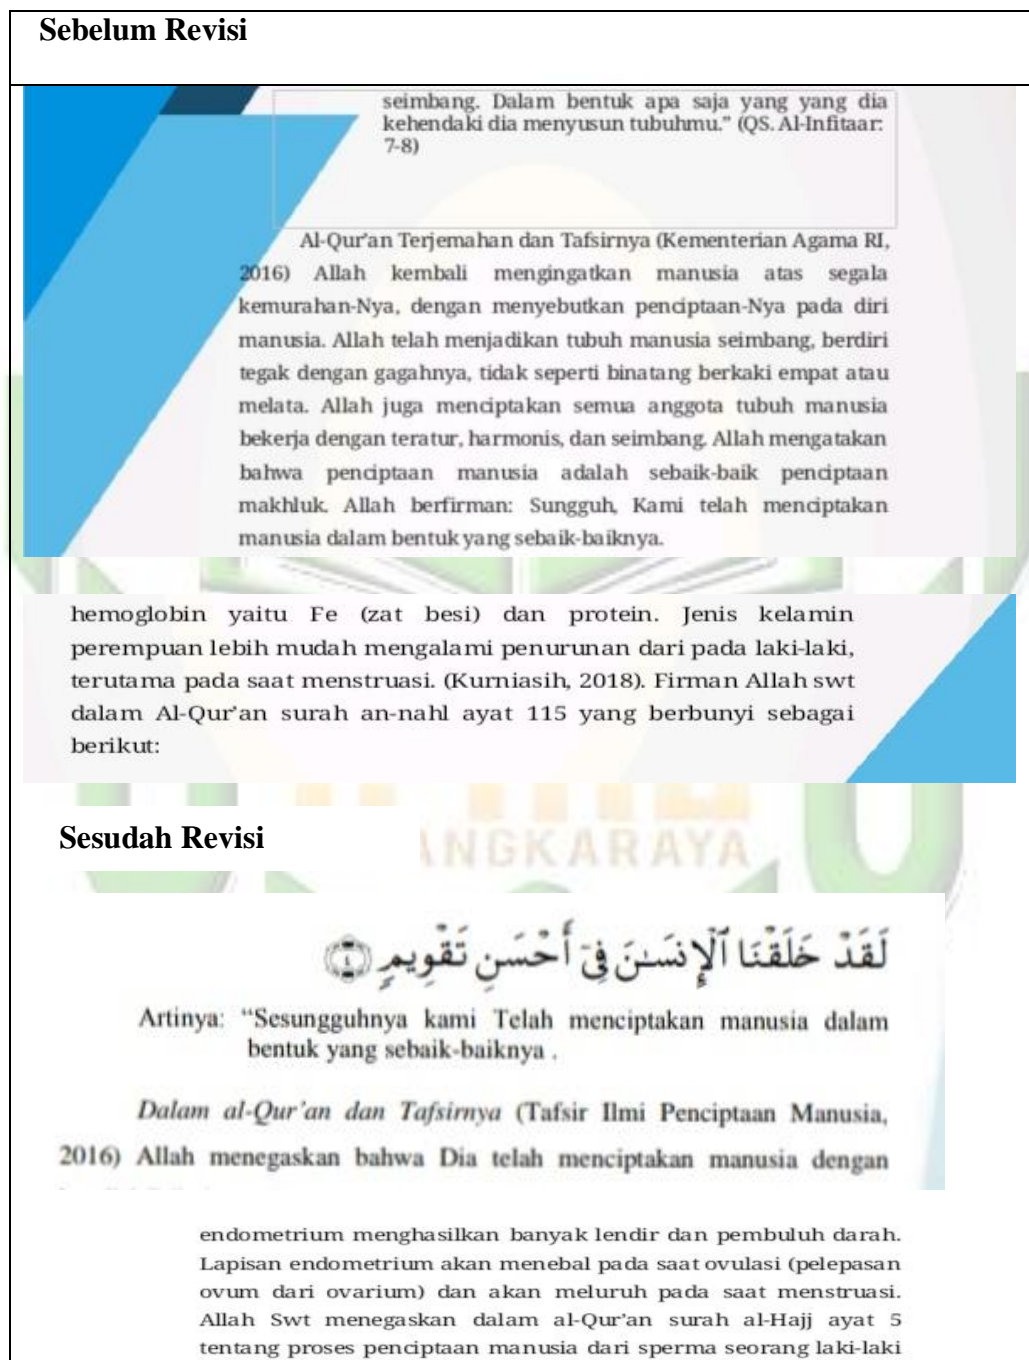 Sebelum Revisi
seimbang. Dalam bentuk apa saja yang yang dia
kehendaki dia menyusun tubuhmu.” (QS. Al-Infitaar:
7-8)
Al-Qur’an Terjemahan dan Tafsirnya (Kementerian Agama RI,
2016) Allah kembali mengingatkan manusia atas segala
kemurahan-Nya, dengan menyebutkan penciptaan-Nya pada diri
manusia. Allah telah menjadikan tubuh manusia seimbang, berdiri
tegak dengan gagahnya, tidak seperti binatang berkaki empat atau
melata. Allah juga menciptakan semua anggota tubuh manusia
bekerja dengan teratur, harmonis, dan seimbang. Allah mengatakan
bahwa penciptaan manusia adalah sebaik-baik penciptaan
makhluk. Allah berfirman: Sungguh, Kami telah menciptakan
manusia dalam bentuk yang sebaik-baiknya.
hemoglobin yaitu Fe (zat besi) dan protein. Jenis kelamin
perempuan lebih mudah mengalami penurunan dari pada laki-laki,
terutama pada saat menstruasi. (Kurniasih, 2018). Firman Allah swt
dalam Al-Qur’an surah an-nahl ayat 115 yang berbunyi sebagai
berikut:
Sesudah Revisi
ANGKARAYA
لَقَدْ خَلَقْنَا ٱلْإِنسَـٰنَ فِىٓ أَحْسَنِ تَقْوِيمٍ ۝٤
Artinya: “Sesungguhnya kami Telah menciptakan manusia dalam
bentuk yang sebaik-baiknya .
Dalam al-Qur’an dan Tafsirnya (Tafsir Ilmi Penciptaan Manusia,
2016) Allah menegaskan bahwa Dia telah menciptakan manusia dengan
endometrium menghasilkan banyak lendir dan pembuluh darah.
Lapisan endometrium akan menebal pada saat ovulasi (pelepasan
ovum dari ovarium) dan akan meluruh pada saat menstruasi.
Allah Swt menegaskan dalam al-Qur’an surah al-Hajj ayat 5
tentang proses penciptaan manusia dari sperma seorang laki-laki